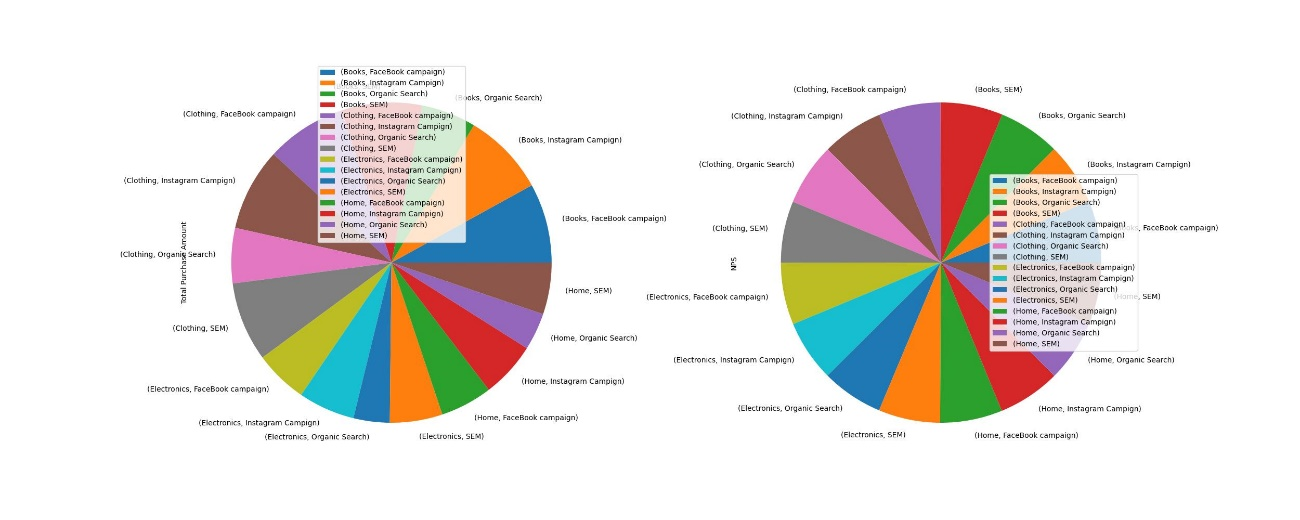 (Books, FaceBook campaign)
(Books, Instagram Campign)
(Books, Organic Search)
(Books, SEM)
(Clothing, FaceBook campaign)
(Clothing, Instagram Campign)
(Clothing, Organic Search)
(Clothing, SEM)
(Electronics, FaceBook campaign)
(Electronics, Instagram Campign)
(Electronics, Organic Search)
(Electronics, SEM)
(Home, FaceBook campaign)
(Home, Instagram Campign)
(Home, Organic Search)
(Home, SEM)
(Books, Organic Search)
(Books, Instagram Campign)
(Books, FaceBook campaign)
(Clothing, FaceBook campaign)
(Clothing, Instagram Campign)
(Clothing, Organic Search)
(Clothing, SEM)
(Electronics, FaceBook campaign)
(Electronics, Instagram Campign)
(Electronics, Organic Search)
(Electronics, SEM)
(Home, FaceBook campaign)
(Home, Instagram Campign)
(Home, Organic Search)
(Home, SEM)
Total Purchase Amount
(Books, SEM)
(Books, Organic Search)
(Books, Instagram Campign)
FaceBook campaign)
(Clothing, FaceBook campaign)
(Clothing, Instagram Campign)
(Clothing, Organic Search)
(Clothing, SEM)
(Electronics, FaceBook campaign)
(Electronics, Instagram Campign)
(Electronics, Organic Search)
(Electronics, SEM)
(Home, FaceBook campaign)
(Home, Instagram Campign)
(Home, Organic Search)
(Home, SEM)
NPS
(Books, FaceBook campaign)
(Books, Instagram Campign)
(Books, Organic Search)
(Books, SEM)
(Clothing, FaceBook campaign)
(Clothing, Instagram Campign)
(Clothing, Organic Search)
(Clothing, SEM)
(Electronics, FaceBook campaign)
(Electronics, Instagram Campign)
(Electronics, Organic Search)
(Electronics, SEM)
(Home, FaceBook campaign)
(Home, Instagram Campign)
(Home, Organic Search)
(Home, SEM)